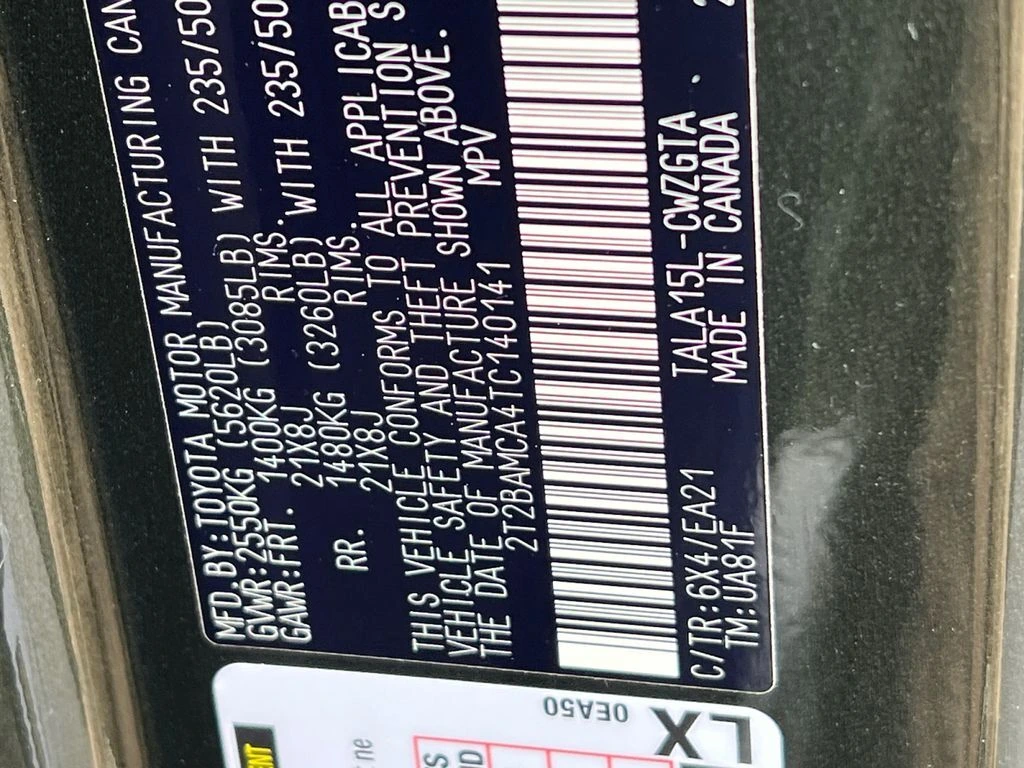 MFD.BY:TOYOTA MOTOR MANUFACTURING CAN
GVWR:2550KG (5620LB)
GAWR:FRT. 1400KG (3085LB) WITH 235/50
21X8J RIMS.
RR. 1480KG (3260LB) WITH 235/50
21X8J RIMS.
THIS VEHICLE CONFORMS TO ALL APPLICAB
VEHICLE SAFETY AND THEFT PREVENTION S
THE DATE OF MANUFACTURE SHOWN ABOVE.
2T2BAMCA4TC140141 MPV
C/TR:6X4/EA21 TALA15L-CWZGTA
TM:UA81F MADE IN CANADA
0EA50
LX
ENT
t ne